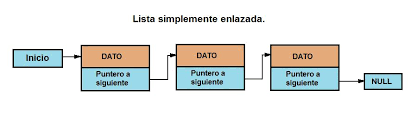 Lista simplemente enlazada.
Inicio
DATO
Puntero a
siguiente
DATO
Puntero a
siguiente
DATO
Puntero a
siguiente
NULL